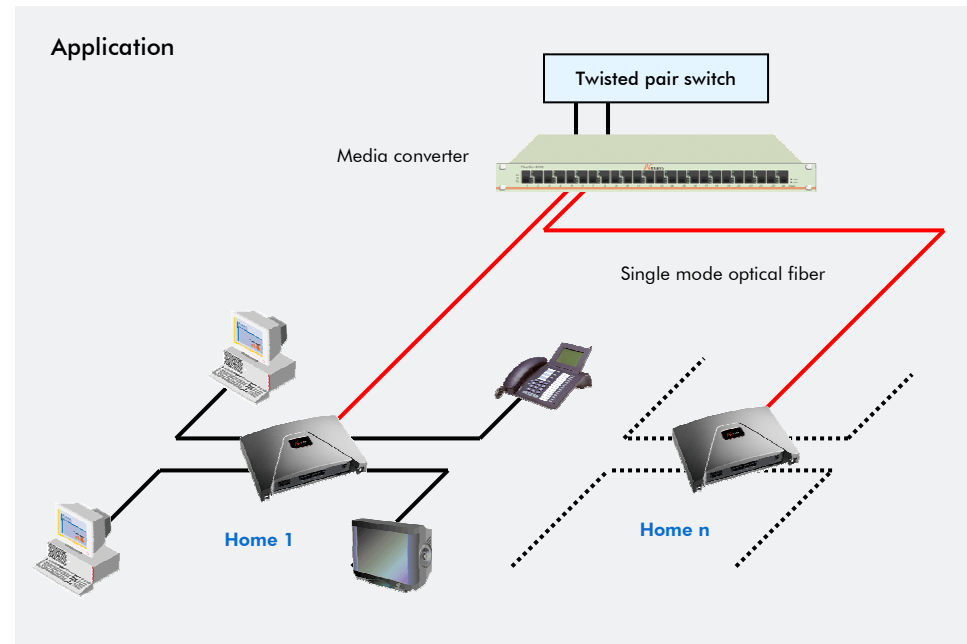 Application
Twisted pair switch
Media converter
Single mode optical fiber
Home 1
Home n